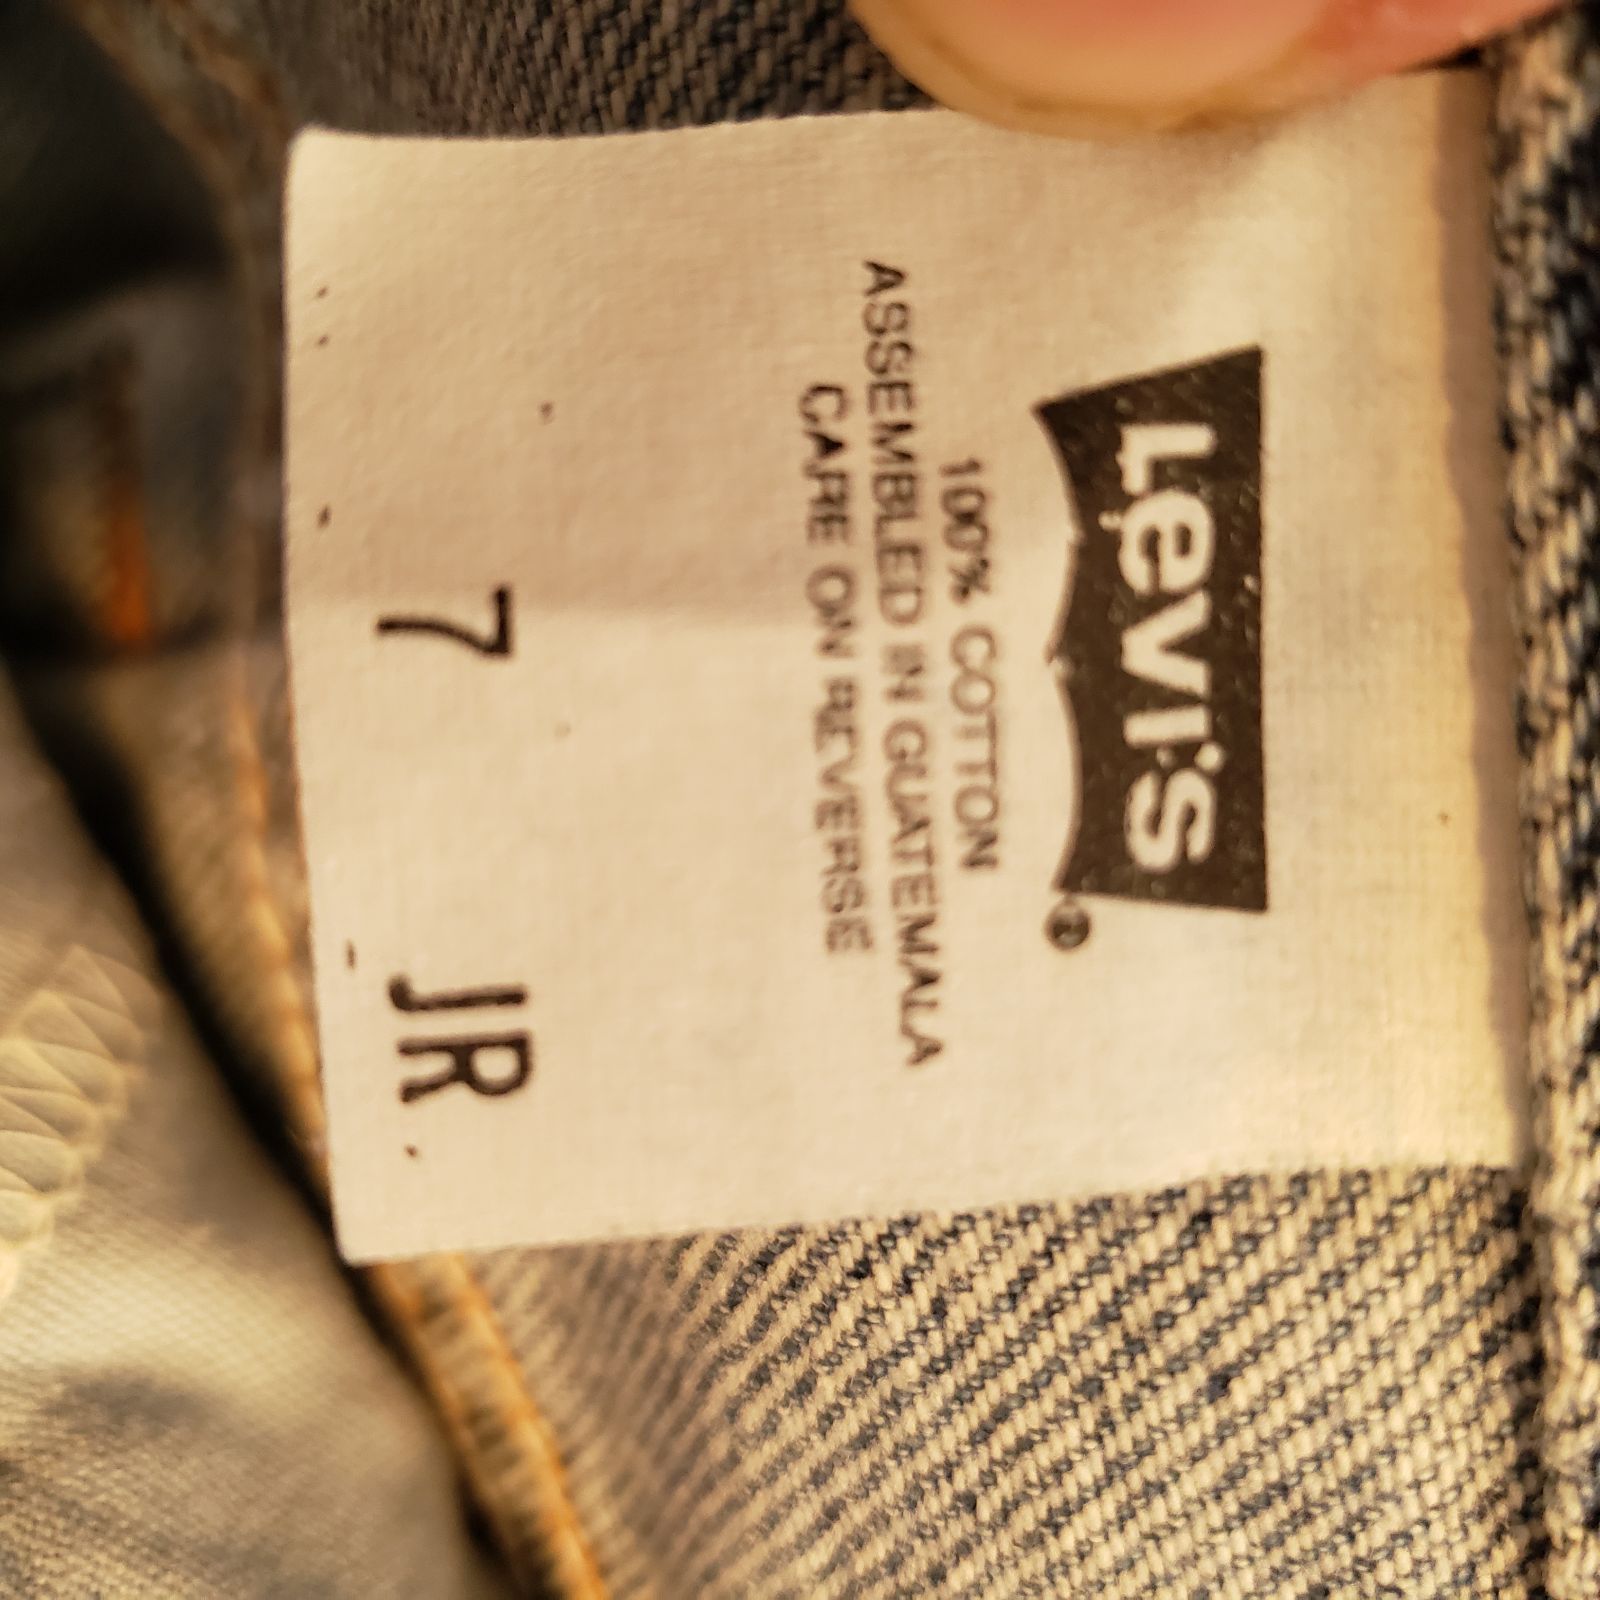 Levi's
®
100% COTTON
ASSEMBLED IN GUATEMALA
CARE ON REVERSE
7 JR